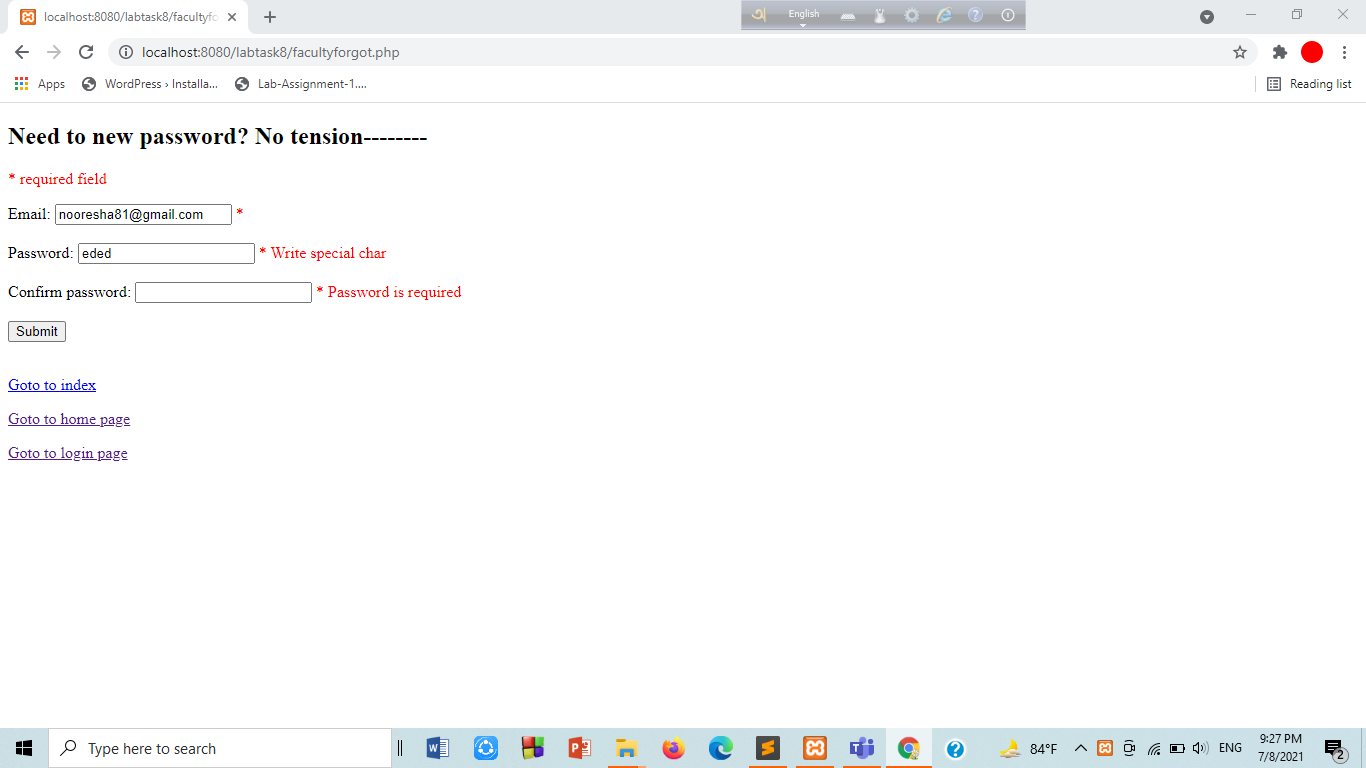 localhost:8080/labtask8/facultyfo
English
localhost:8080/labtask8/facultyforgot.php
Apps
WordPress › Installa...
Lab-Assignment-1....
Reading list
Need to new password? No tension--------
* required field
Email: nooresha81@gmail.com *
Password: eded * Write special char
Confirm password: * Password is required
Submit
Goto to index
Goto to home page
Goto to login page
Type here to search
84°F
ENG
9:27 PM
7/8/2021
2